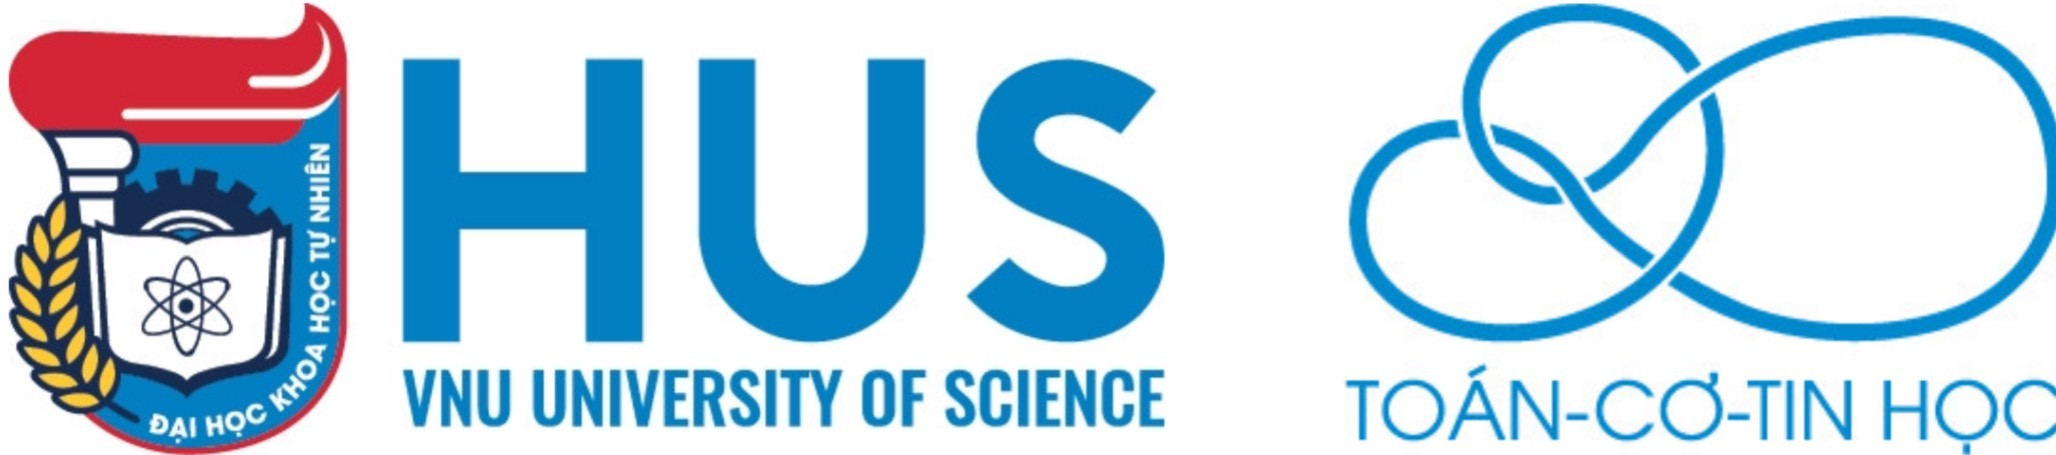 ĐẠI HỌC KHOA HỌC TỰ NHIÊN
HUS
VNU UNIVERSITY OF SCIENCE
TOÁN-CƠ-TIN HỌC